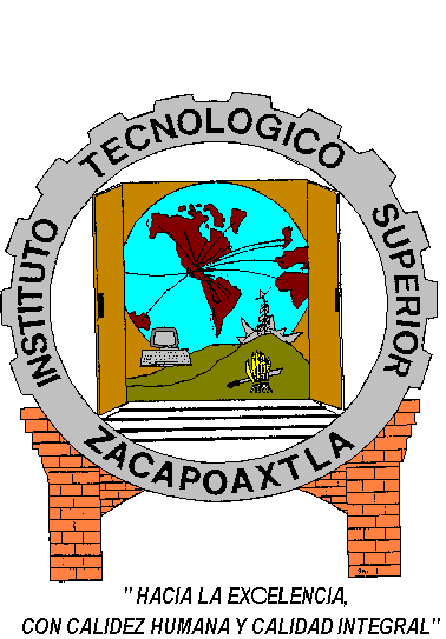 INSTITUTO TECNOLOGICO SUPERIOR
ZACAPOAXTLA
" HACIA LA EXCELENCIA,
CON CALIDEZ HUMANA Y CALIDAD INTEGRAL"